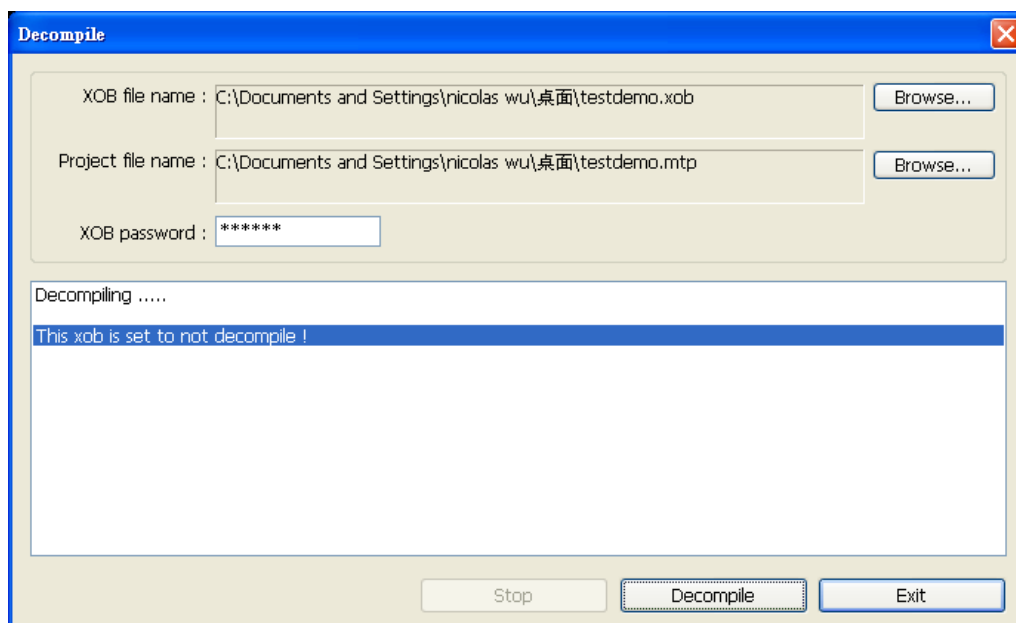 Decompile
XOB file name : C:\Documents and Settings\nicolas wu\桌面\testdemo.xob Browse...
Project file name : C:\Documents and Settings\nicolas wu\桌面\testdemo.mtp Browse...
XOB password : ******
Decompiling .....
This xob is set to not decompile !
Stop Decompile Exit